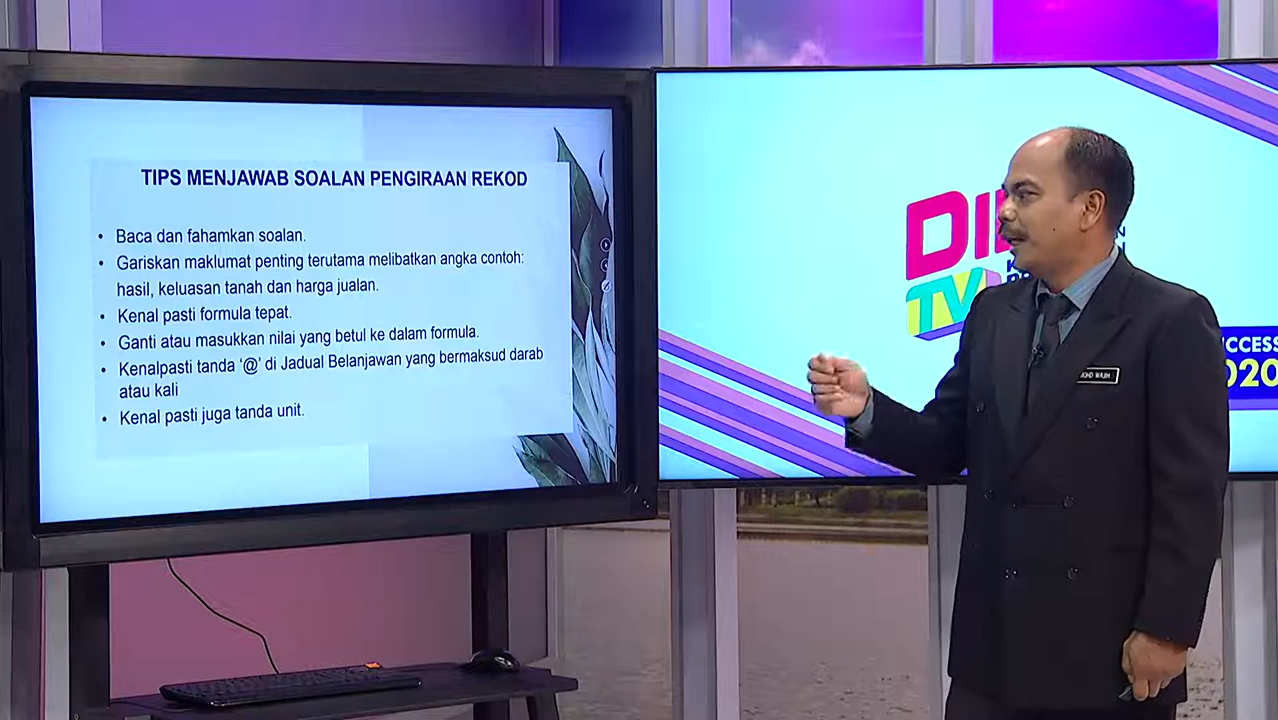 TIPS MENJAWAB SOALAN PENGIRAAN REKOD
• Baca dan fahamkan soalan.
• Gariskan maklumat penting terutama melibatkan angka contoh:
hasil, keluasan tanah dan harga jualan.
• Kenal pasti formula tepat.
• Ganti atau masukkan nilai yang betul ke dalam formula.
• Kenalpasti tanda ‘@’ di Jadual Belanjawan yang bermaksud darab
atau kali
• Kenal pasti juga tanda unit.
TV